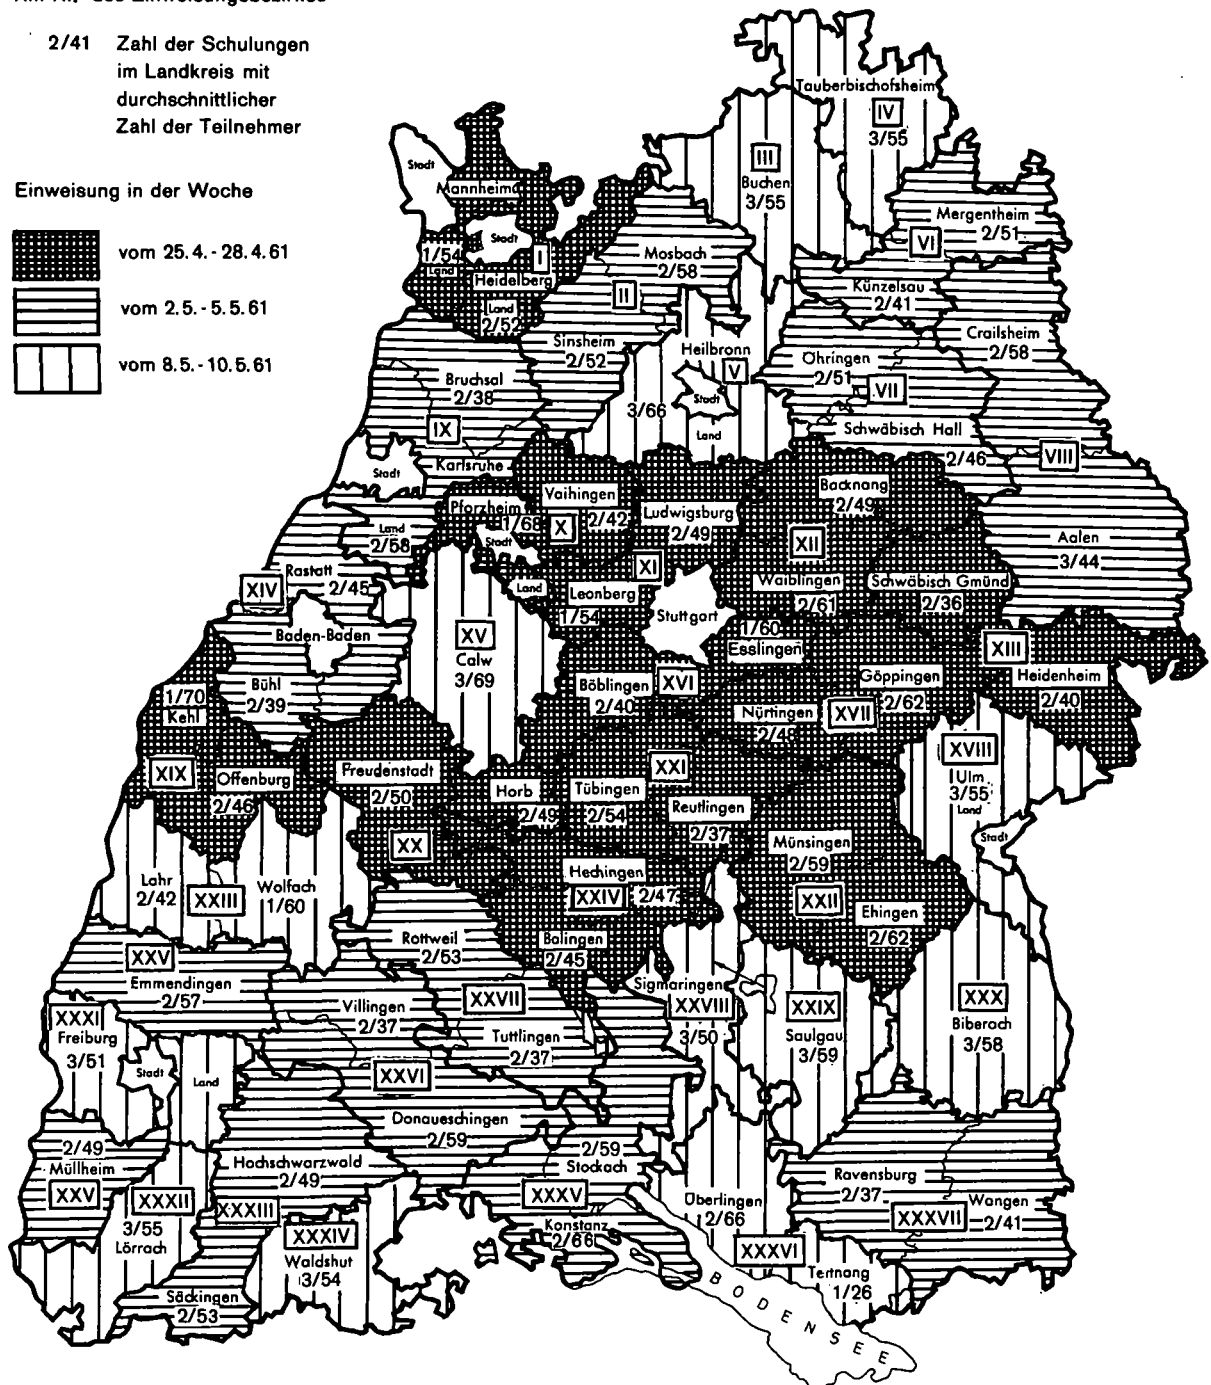 2/41 Zahl der Schulungen
im Landkreis mit
durchschnittlicher
Zahl der Teilnehmer
Einweisung in der Woche
vom 25.4.-28.4.61
vom 2.5.-5.5.61
vom 8.5.-10.5.61
Tauberbischofsheim
IV
3/55
III
Buchen
3/55
Stadt
Mannheim
Stadt
1/54
Land
I
Heidelberg
Land
2/52
Mergentheim
2/51
VI
Mosbach
2/58
II
Künzelsau
2/41
Sinsheim
2/52
Heilbronn
V
Stadt
3/66
Land
Öhringen
2/51
VII
Crailsheim
2/58
Bruchsal
2/38
IX
Schwäbisch Hall
2/46
VIII
Stadt
Karlsruhe
Land
2/58
Vaihingen
X
2/42
Ludwigsburg
2/49
Backnang
2/49
XII
Aalen
3/44
Pforzheim
1/68
Stadt
Land
XI
Leonberg
1/54
Stuttgart
Waiblingen
2/61
Schwäbisch Gmünd
2/36
Rastatt
2/45
XIV
Baden-Baden
XV
Calw
3/69
1/60
Esslingen
XIII
Heidenheim
2/40
Bühl
2/39
1/70
Kehl
Böblingen
2/40
XVI
Göppingen
2/62
Nürtingen
2/48
XVII
XVIII
Ulm
3/55
Land
Stadt
XIX
Offenburg
2/46
Freudenstadt
2/50
XX
Horb
2/49
Tübingen
2/54
XXI
Reutlingen
2/37
Münsingen
2/59
XXII
Lahr
2/42
XXIII
Wolfach
1/60
Hechingen
XXIV
2/47
Ehingen
2/62
Rottweil
2/53
Balingen
2/45
XXV
Emmendingen
2/57
Villingen
2/37
XXVII
Tuttlingen
2/37
Sigmaringen
XXVIII
3/50
XXIX
Saulgau
3/59
XXX
Biberach
3/58
XXXI
Freiburg
3/51
Stadt
Land
XXVI
Donaueschingen
2/59
2/49
Müllheim
XXV
Hochschwarzwald
2/49
2/59
Stockach
XXXV
Ravensburg
2/37
Wangen
2/41
XXXVII
XXXII
3/55
Lörrach
XXXIII
XXXIV
Waldshut
3/54
Konstanz
2/66
Überlingen
2/66
XXXVI
Tettnang
1/26
Säckingen
2/53
BODENSEE